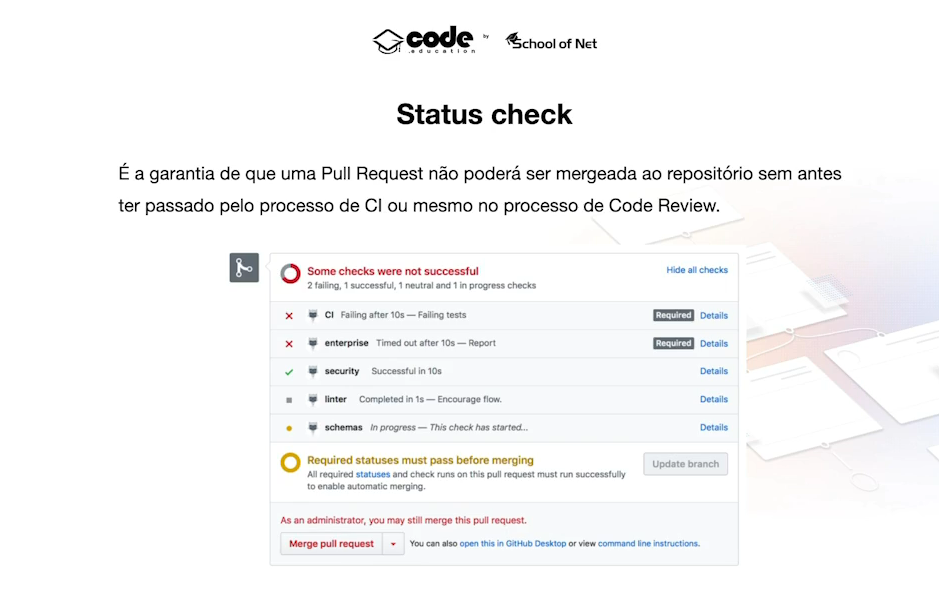 code by School of Net
.education
Status check
É a garantia de que uma Pull Request não poderá ser mergeada ao repositório sem antes
ter passado pelo processo de CI ou mesmo no processo de Code Review.
Some checks were not successful Hide all checks
2 failing, 1 successful, 1 neutral and 1 in progress checks
CI Failing after 10s — Failing tests Required Details
enterprise Timed out after 10s — Report Required Details
security Successful in 10s Details
linter Completed in 1s — Encourage flow. Details
schemas In progress — This check has started... Details
Required statuses must pass before merging Update branch
All required statuses and check runs on this pull request must run successfully
to enable automatic merging.
As an administrator, you may still merge this pull request.
Merge pull request You can also open this in GitHub Desktop or view command line instructions.